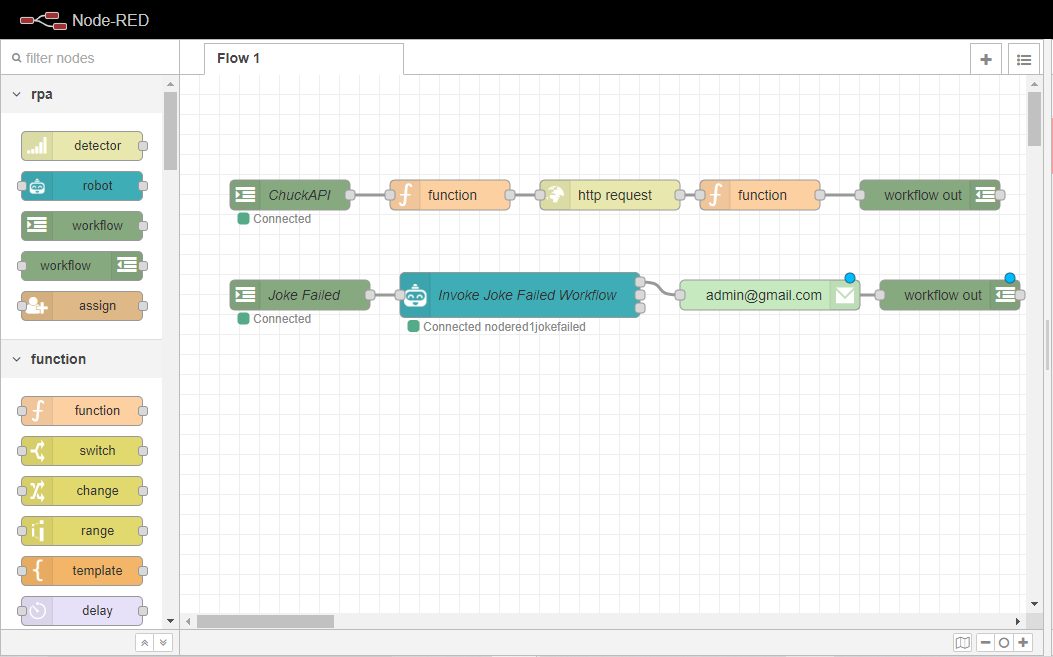 Node-RED
filter nodes
Flow 1
rpa
detector
robot
workflow
workflow
assign
function
function
switch
change
range
template
delay
ChuckAPI
function
http request
function
workflow out
Connected
Joke Failed
Invoke Joke Failed Workflow
admin@gmail.com
workflow out
Connected
Connected nodered1jokefailed